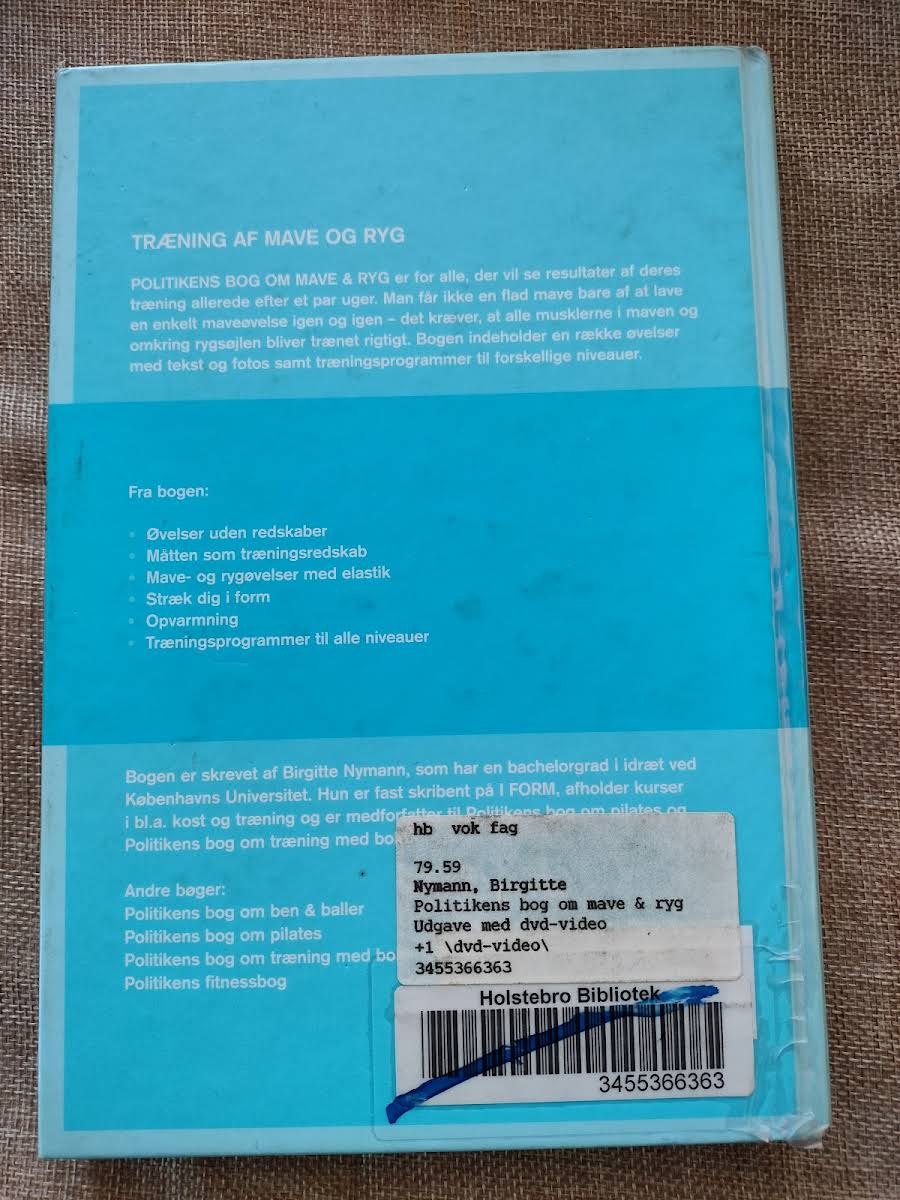 TRÆNING AF MAVE OG RYG
POLITIKENS BOG OM MAVE & RYG er for alle, der vil se resultater af deres
træning allerede efter et par uger. Man får ikke en flad mave bare af at lave
en enkelt maveøvelse igen og igen – det kræver, at alle musklerne i maven og
omkring rygsøjlen bliver trænet rigtigt. Bogen indeholder en række øvelser
med tekst og fotos samt træningsprogrammer til forskellige niveauer.
Fra bogen:
• Øvelser uden redskaber
• Måtten som træningsredskab
• Mave- og rygøvelser med elastik
• Stræk dig i form
• Opvarmning
• Træningsprogrammer til alle niveauer
Bogen er skrevet af Birgitte Nymann, som har en bachelorgrad i idræt ved
Københavns Universitet. Hun er fast skribent på I FORM, afholder kurser
i bl.a. kost og træning og er medforfatter til Politikens bog om pilates og
Politikens bog om træning med bo
Andre bøger:
Politikens bog om ben & baller
Politikens bog om pilates
Politikens bog om træning med bo
Politikens fitnessbog
hb vok fag
79.59
Nymann, Birgitte
Politikens bog om mave & ryg
Udgave med dvd-video
+1 \dvd-video\
3455366363
Holstebro Bibliotek
3455366363